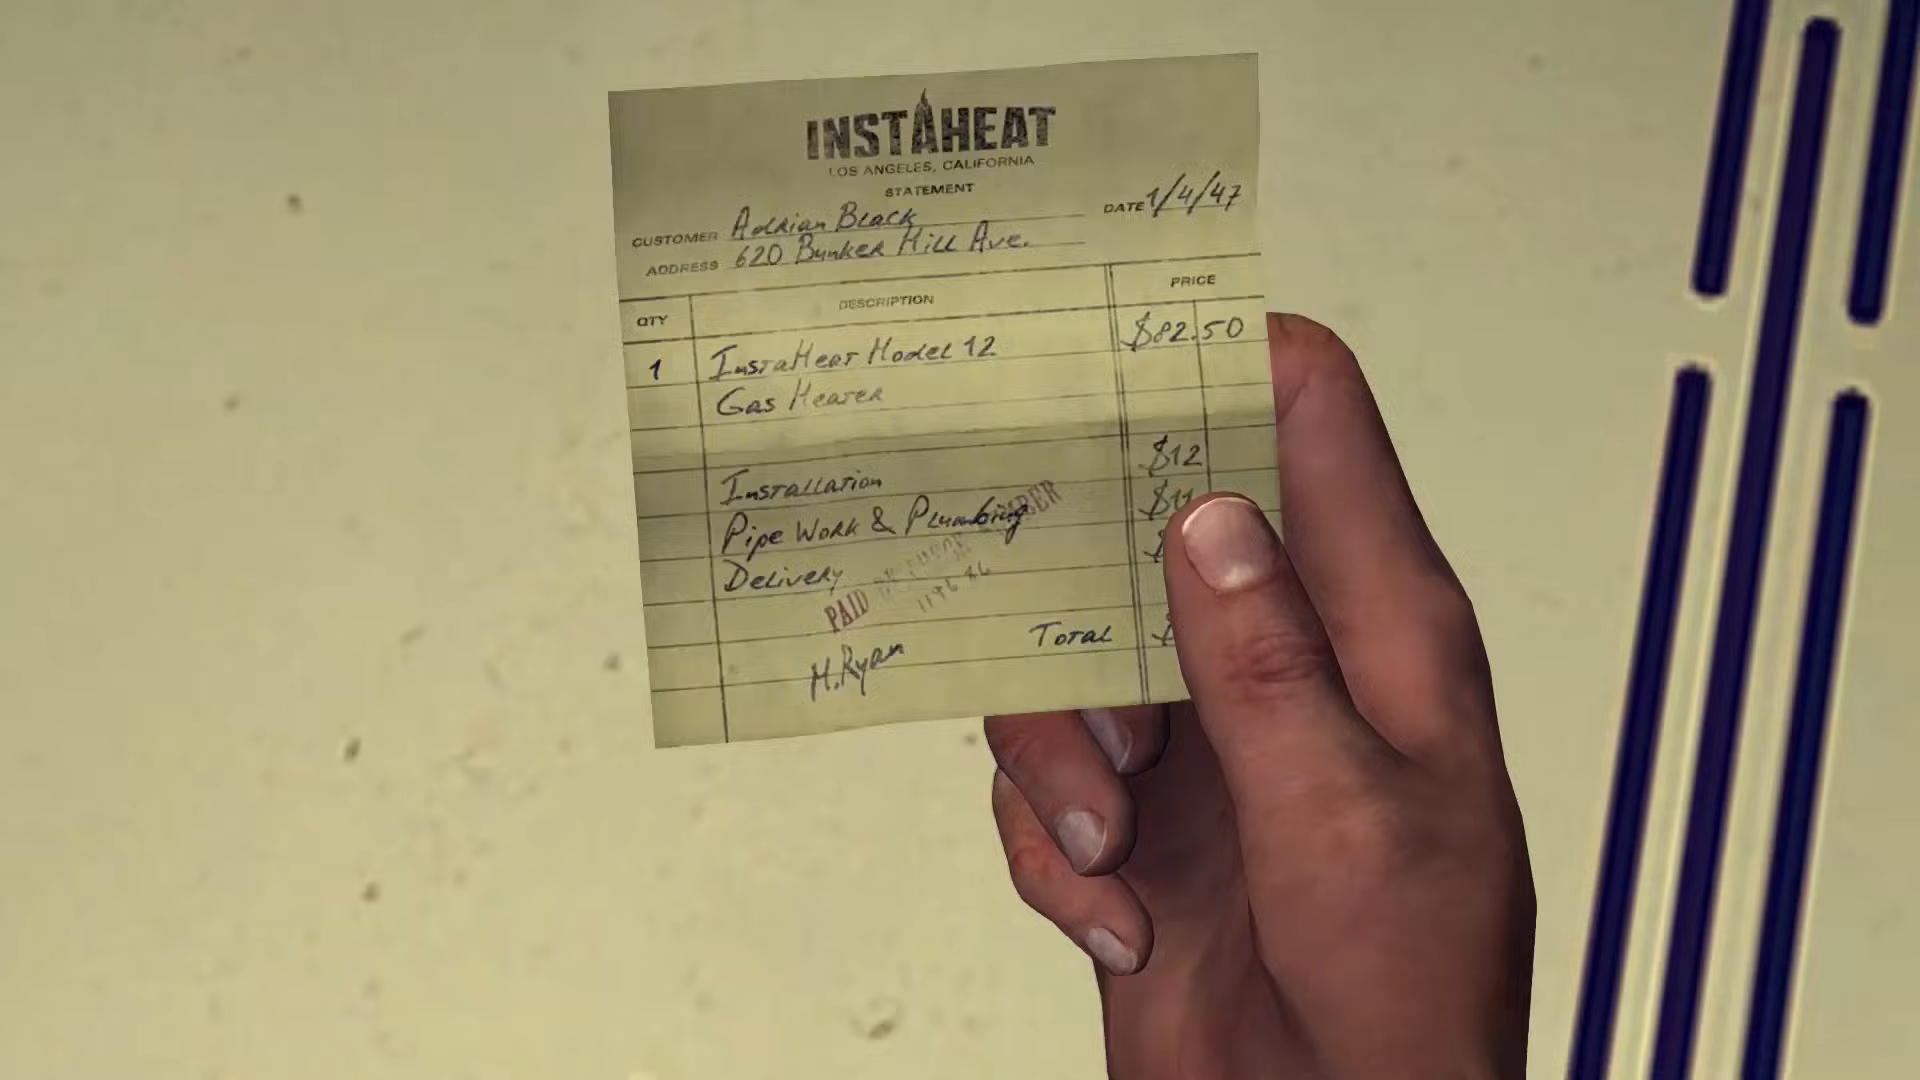 INSTAHEAT
LOS ANGELES, CALIFORNIA
STATEMENT
CUSTOMER Adrian Black DATE 1/4/47
ADDRESS 620 Bunker Hill Ave.
QTY DESCRIPTION PRICE
1 InstaHeat Model 12 $82.50
Gas Heater
Installation $12
Pipe Work & Plumbing $11
Delivery $
PAID
H.Ryan Total $